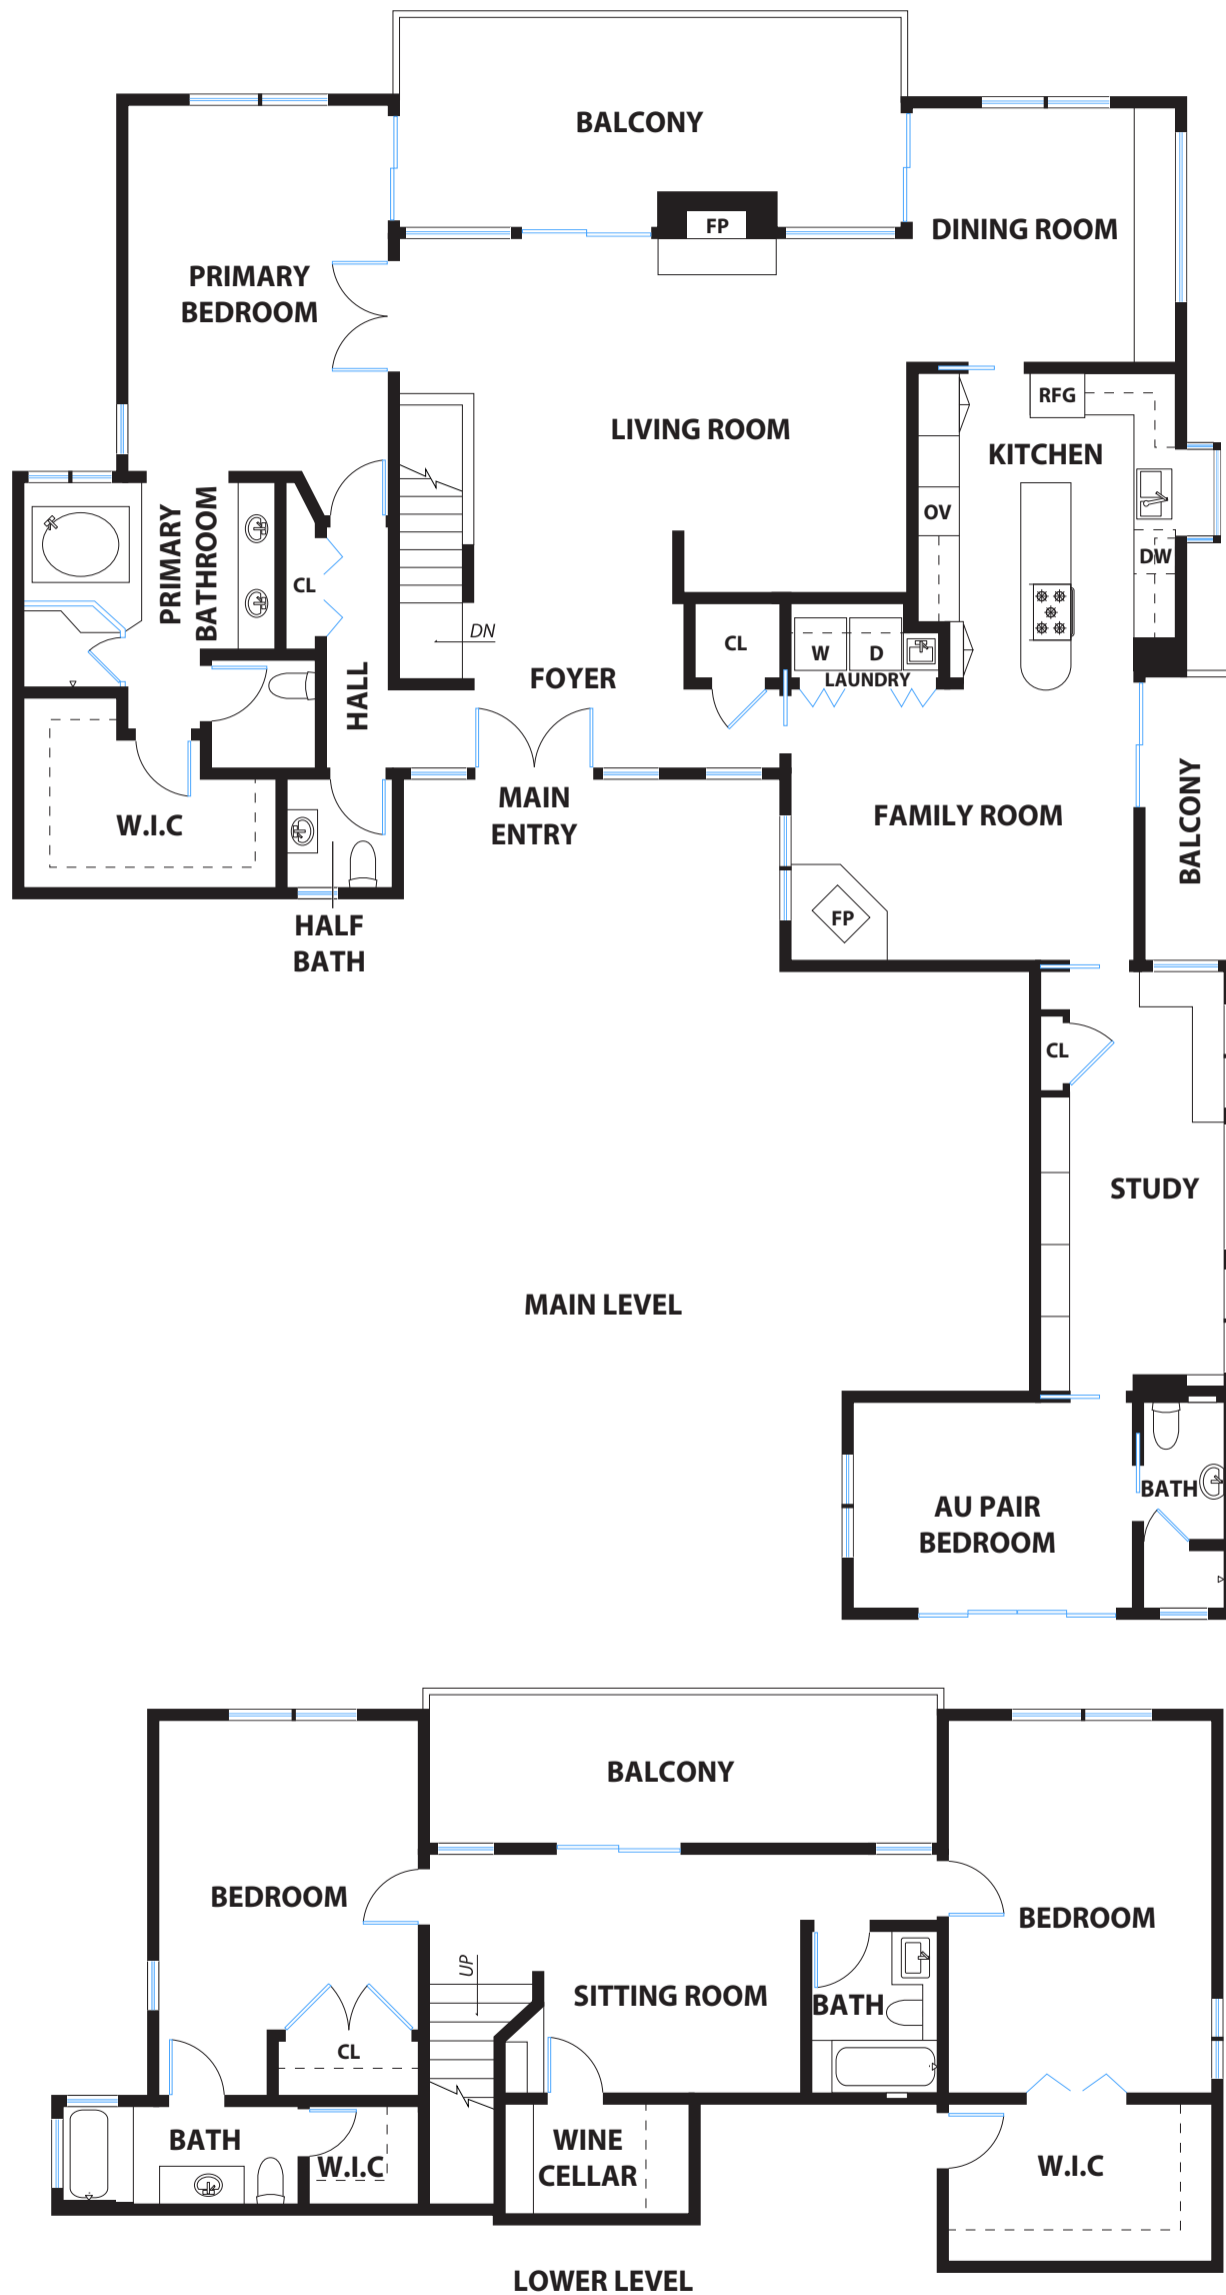 BALCONY
FP
DINING ROOM
PRIMARY
BEDROOM
LIVING ROOM
RFG
KITCHEN
OV
DW
PRIMARY
BATHROOM
CL
DN
HALL
FOYER
CL
W
D
LAUNDRY
MAIN
ENTRY
W.I.C
FAMILY ROOM
BALCONY
FP
HALF
BATH
CL
STUDY
MAIN LEVEL
AU PAIR
BEDROOM
BATH
BALCONY
BEDROOM
BEDROOM
UP
SITTING ROOM
BATH
CL
BATH
W.I.C
WINE
CELLAR
W.I.C
LOWER LEVEL